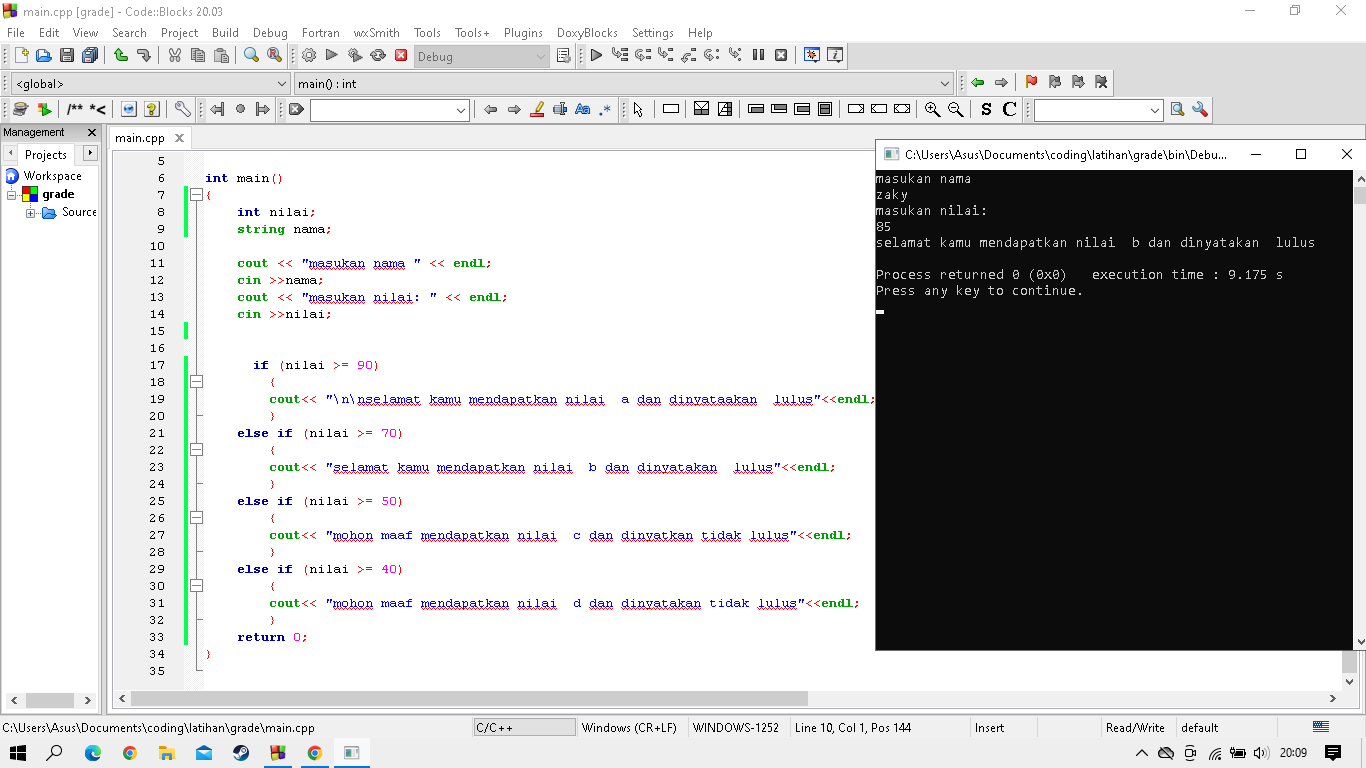 main.cpp [grade] - Code::Blocks 20.03
File Edit View Search Project Build Debug Fortran wxSmith Tools Tools+ Plugins DoxyBlocks Settings Help
Debug
<global>
main() : int
/** *<
Aa .*
S C
Management
Projects
Workspace
grade
Source
main.cpp
5
6 int main()
7 {
8 int nilai;
9 string nama;
10
11 cout << "masukan nama " << endl;
12 cin >>nama;
13 cout << "masukan nilai: " << endl;
14 cin >>nilai;
15
16
17 if (nilai >= 90)
18 {
19 cout<< "\n\nselamat kamu mendapatkan nilai  a dan dinyataakan  lulus"<<endl;
20 }
21 else if (nilai >= 70)
22 {
23 cout<< "selamat kamu mendapatkan nilai  b dan dinyatakan  lulus"<<endl;
24 }
25 else if (nilai >= 50)
26 {
27 cout<< "mohon maaf mendapatkan nilai  c dan dinyatkan tidak lulus"<<endl;
28 }
29 else if (nilai >= 40)
30 {
31 cout<< "mohon maaf mendapatkan nilai  d dan dinyatakan tidak lulus"<<endl;
32 }
33 return 0;
34 }
35
C:\Users\Asus\Documents\coding\latihan\grade\bin\Debu...
masukan nama
zaky
masukan nilai:
85
selamat kamu mendapatkan nilai  b dan dinyatakan  lulus
Process returned 0 (0x0)   execution time : 9.175 s
Press any key to continue.
C:\Users\Asus\Documents\coding\latihan\grade\main.cpp
C/C++
Windows (CR+LF)
WINDOWS-1252
Line 10, Col 1, Pos 144
Insert
Read/Write
default
20:09